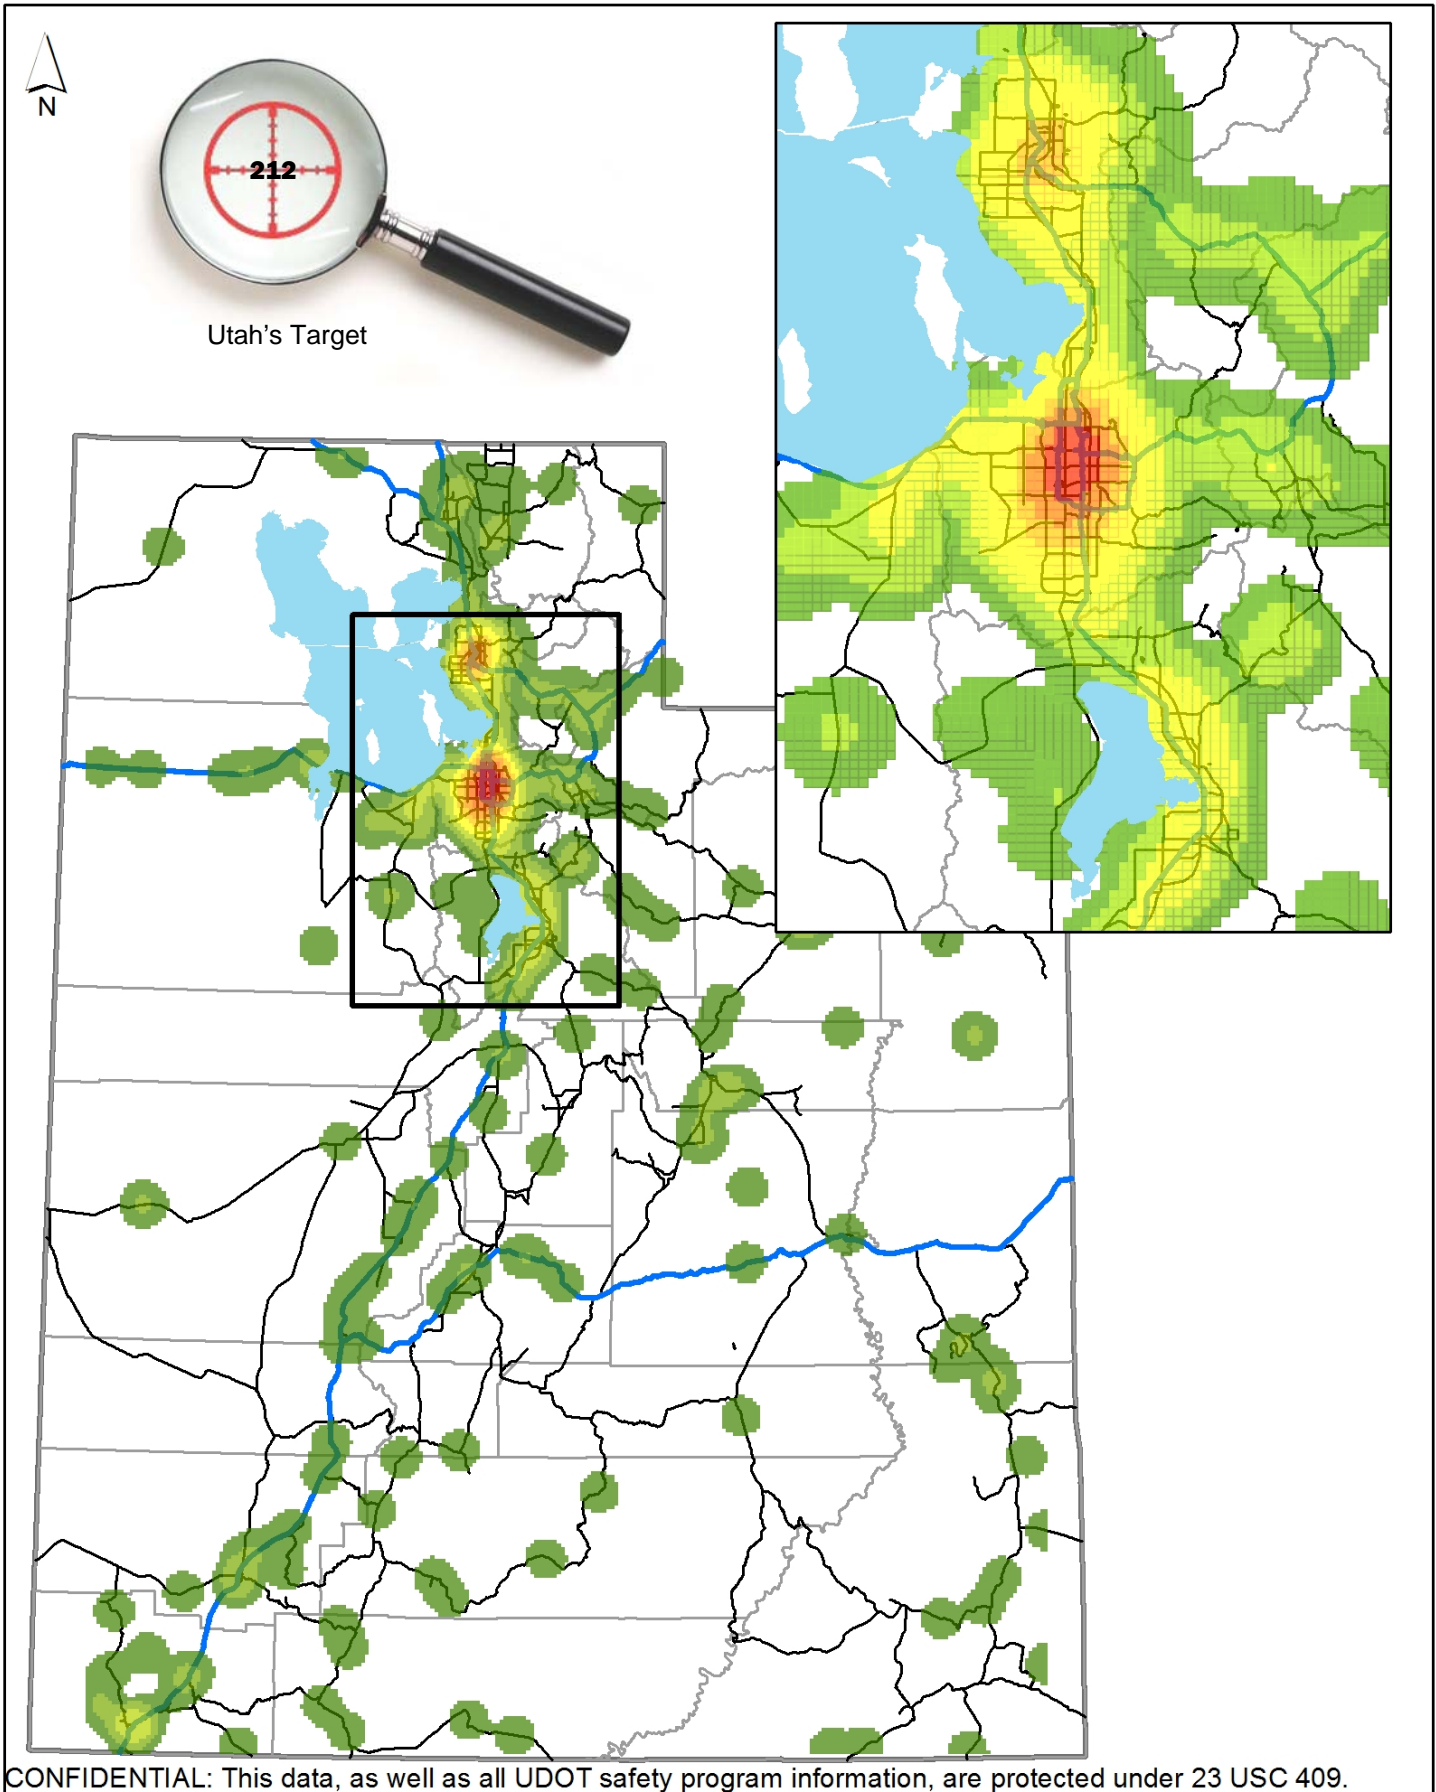 N
212
Utah's Target
CONFIDENTIAL: This data, as well as all UDOT safety program information, are protected under 23 USC 409.